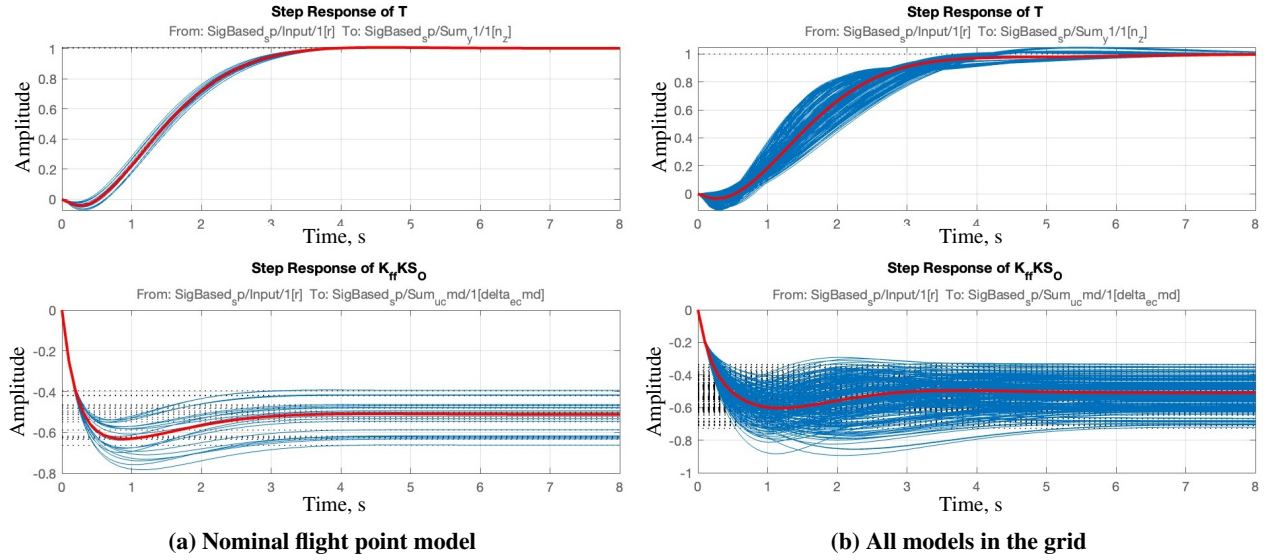 Step Response of T
From: SigBased_sp/Input/1[r] To: SigBased_sp/Sum_y1/1[n_z]
Amplitude
1
0.8
0.6
0.4
0.2
0
0 1 2 3 4 5 6 7 8
Time, s
Step Response of K_ffKS_O
From: SigBased_sp/Input/1[r] To: SigBased_sp/Sum_ucmd/1[delta_ecmd]
Amplitude
0
-0.2
-0.4
-0.6
-0.8
0 1 2 3 4 5 6 7 8
Time, s
(a) Nominal flight point model
Step Response of T
From: SigBased_sp/Input/1[r] To: SigBased_sp/Sum_y1/1[n_z]
Amplitude
1
0.8
0.6
0.4
0.2
0
0 1 2 3 4 5 6 7 8
Time, s
Step Response of K_ffKS_O
From: SigBased_sp/Input/1[r] To: SigBased_sp/Sum_ucmd/1[delta_ecmd]
Amplitude
0
-0.2
-0.4
-0.6
-0.8
-1
0 1 2 3 4 5 6 7 8
Time, s
(b) All models in the grid